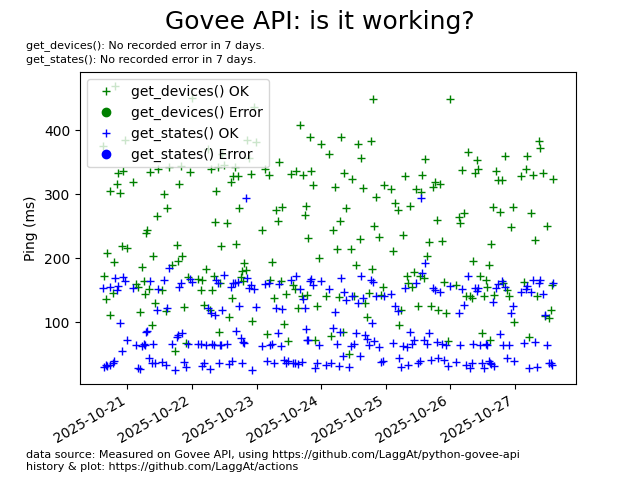 Govee API: is it working?
get_devices(): No recorded error in 7 days.
get_states(): No recorded error in 7 days.
get_devices() OK
get_devices() Error
get_states() OK
get_states() Error
Ping (ms)
400
300
200
100
2025-10-21
2025-10-22
2025-10-23
2025-10-24
2025-10-25
2025-10-26
2025-10-27
data source: Measured on Govee API, using https://github.com/LaggAt/python-govee-api
history & plot: https://github.com/LaggAt/actions